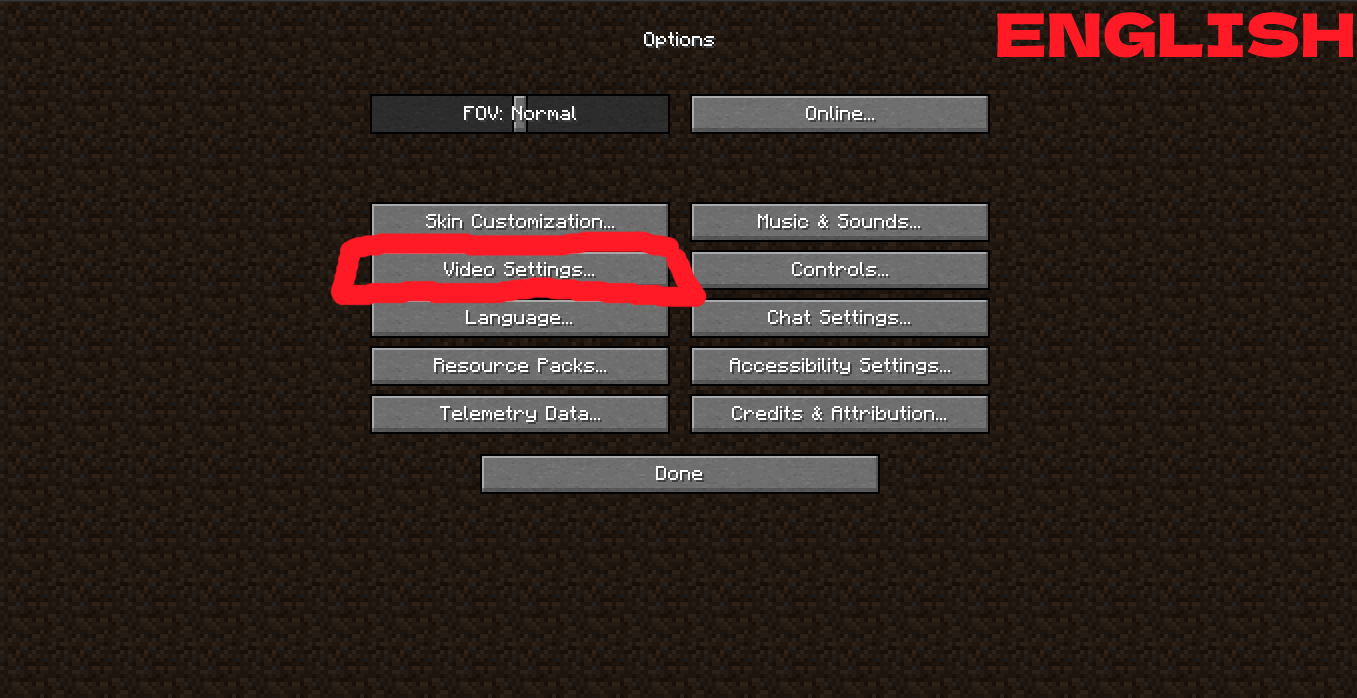 Options
ENGLISH
FOV: Normal
Online...
Skin Customization...
Music & Sounds...
Video Settings...
Controls...
Language...
Chat Settings...
Resource Packs...
Accessibility Settings...
Telemetry Data...
Credits & Attribution...
Done